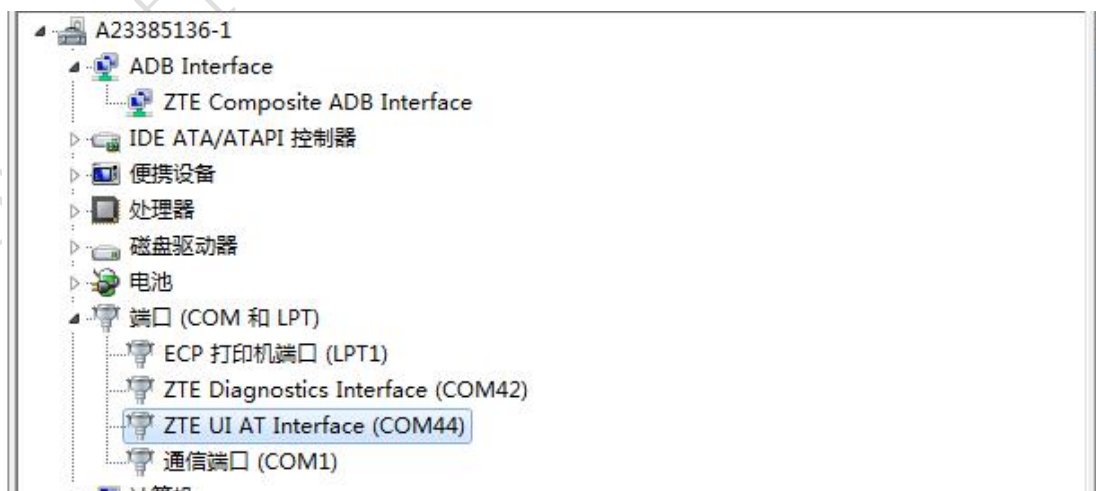 A23385136-1
ADB Interface
ZTE Composite ADB Interface
IDE ATA/ATAPI 控制器
便携设备
处理器
磁盘驱动器
电池
端口 (COM 和 LPT)
ECP 打印机端口 (LPT1)
ZTE Diagnostics Interface (COM42)
ZTE UI AT Interface (COM44)
通信端口 (COM1)